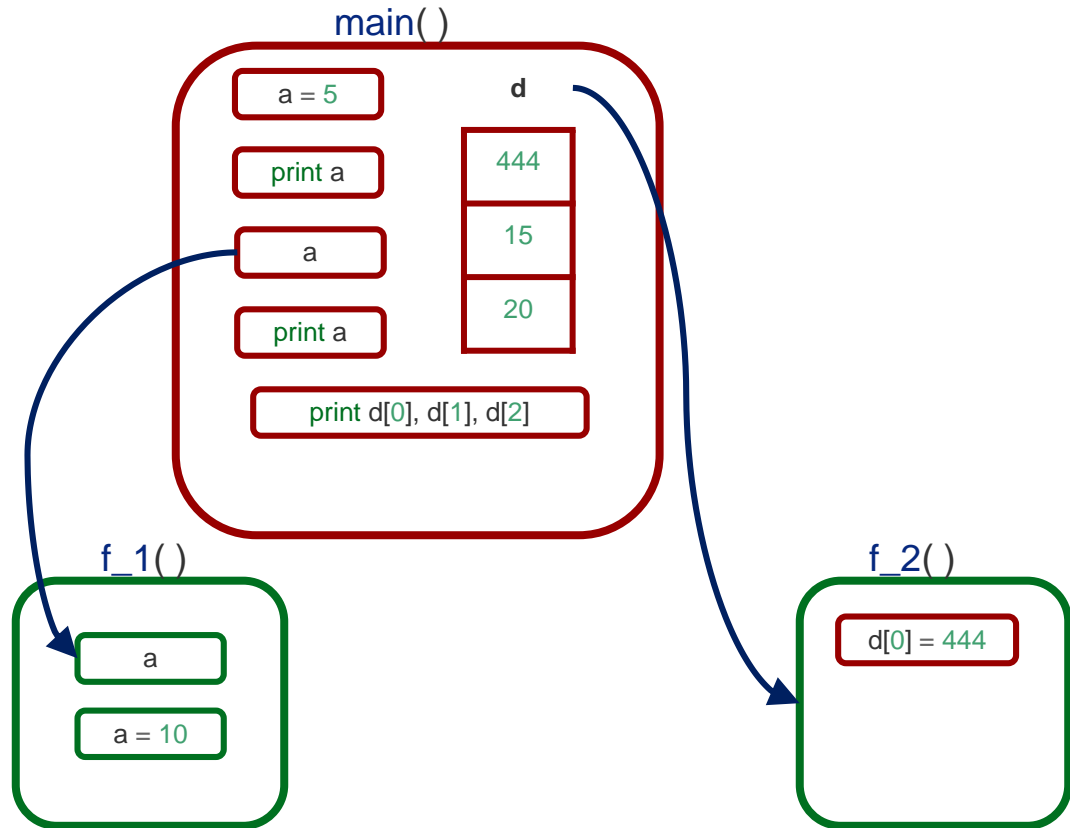 main( )
a = 5
d
print a
444
a
15
print a
20
print d[0], d[1], d[2]
f_1( )
a
a = 10
f_2( )
d[0] = 444